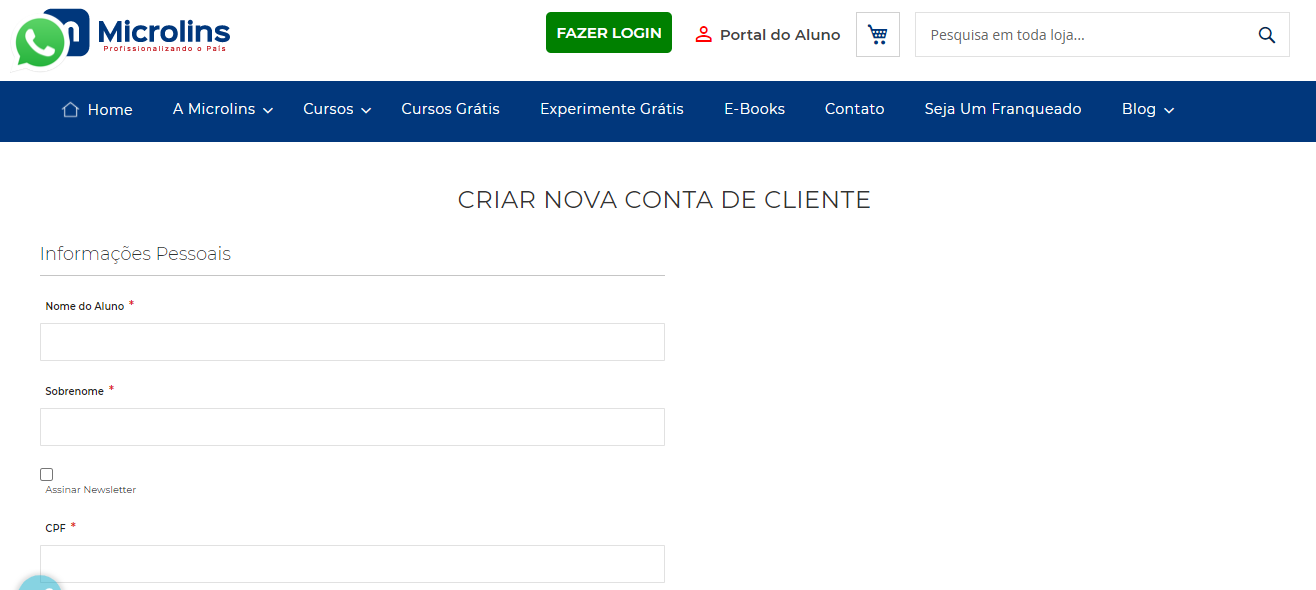 Microlins
Profissionalizando o País
FAZER LOGIN
Portal do Aluno
Pesquisa em toda loja...
Home
A Microlins
Cursos
Cursos Grátis
Experimente Grátis
E-Books
Contato
Seja Um Franqueado
Blog
CRIAR NOVA CONTA DE CLIENTE
Informações Pessoais
Nome do Aluno *
Sobrenome *
Assinar Newsletter
CPF *